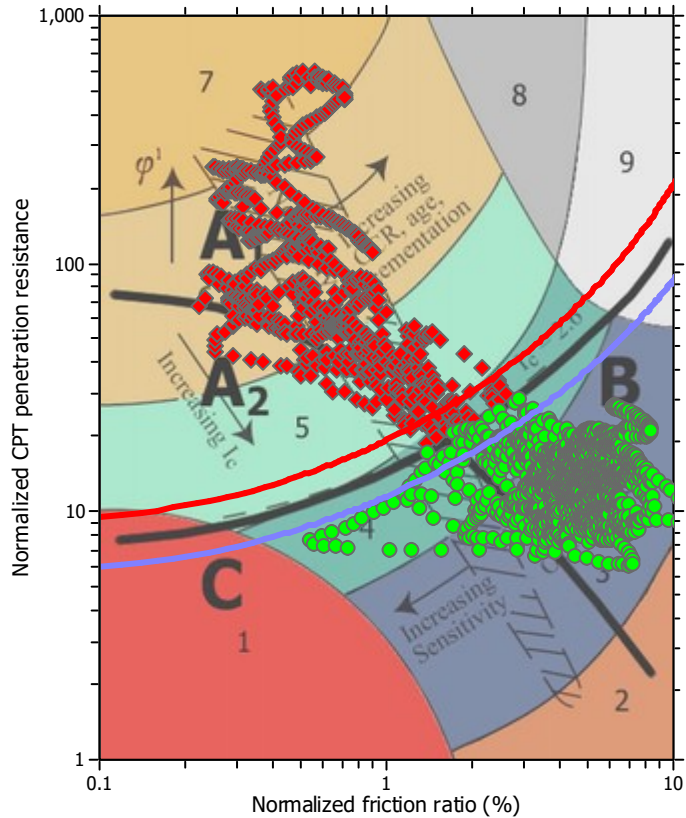 1,000
7
8
9
φ¹
A₁
Increasing
OCR, age,
cementation
100
A₂
Increasing I꜀
5
B
10
4
3
C
1
Increasing
Sensitivity
2
1
0.1
1
10
Normalized CPT penetration resistance
Normalized friction ratio (%)